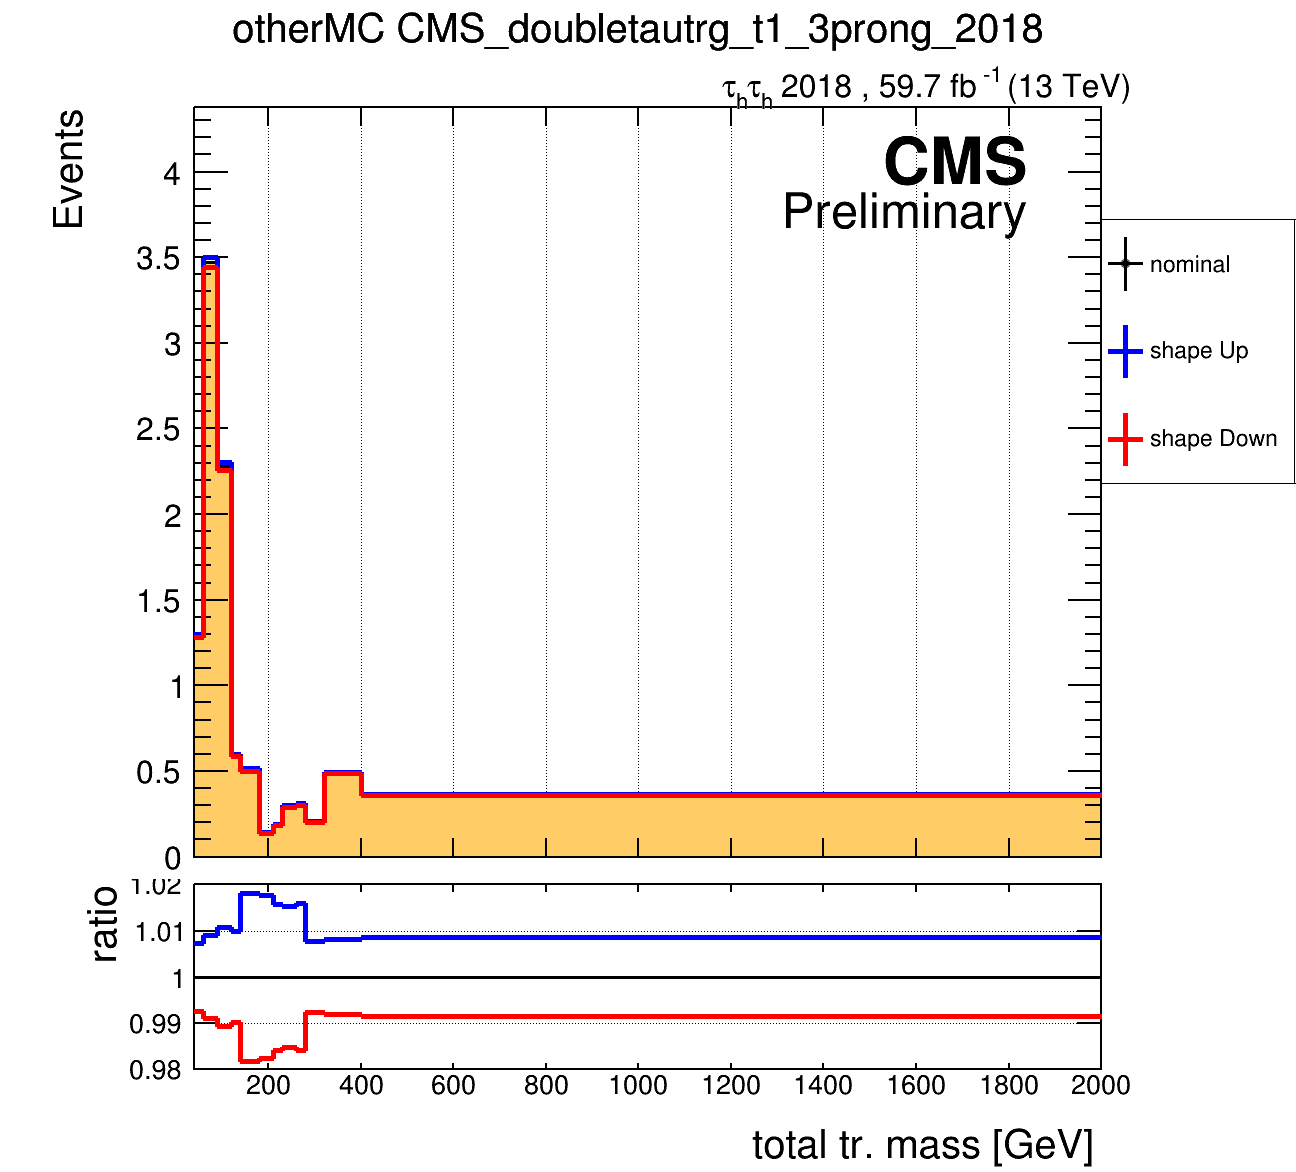 otherMC CMS_doubletautrg_t1_3prong_2018
τhτh 2018 , 59.7 fb -1 (13 TeV)
Events
CMS
Preliminary
4
3.5
3
2.5
2
1.5
1
0.5
0
nominal
shape Up
shape Down
ratio
1.02
1.01
1
0.99
0.98
200 400 600 800 1000 1200 1400 1600 1800 2000
total tr. mass [GeV]